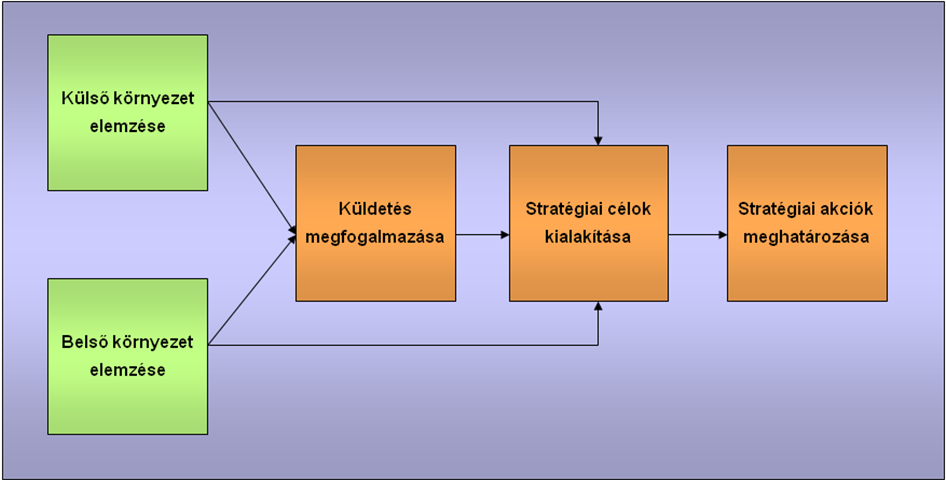 Külső környezet
elemzése
Küldetés
megfogalmazása
Stratégiai célok
kialakítása
Stratégiai akciók
meghatározása
Belső környezet
elemzése